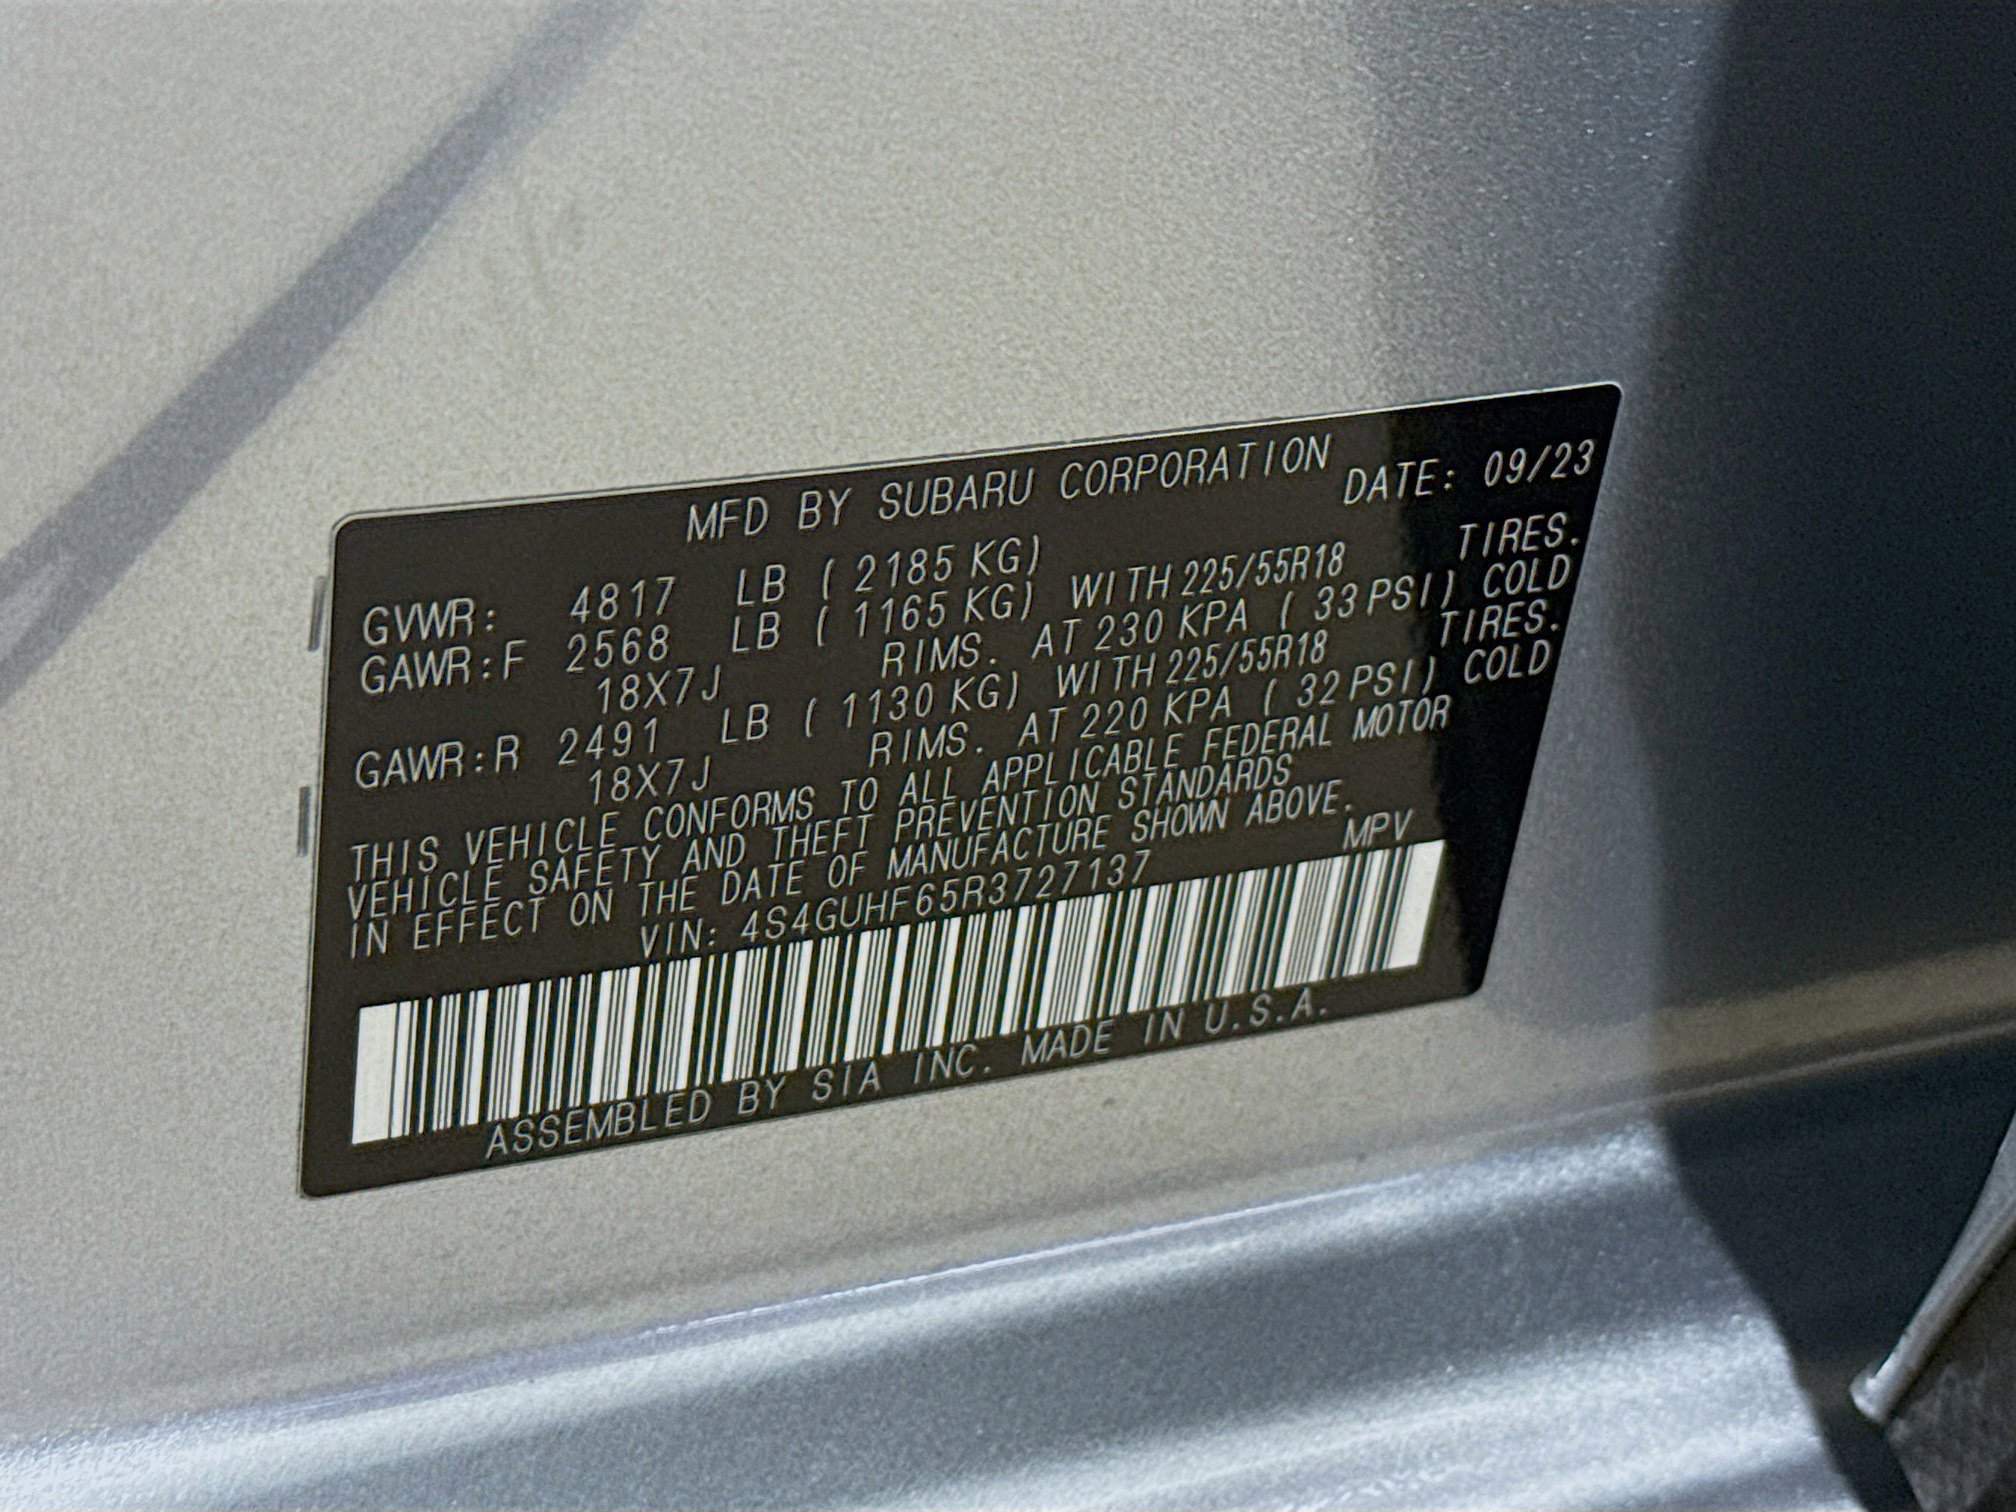 MFD BY SUBARU CORPORATION DATE: 09/23
GVWR: 4817 LB ( 2185 KG)
GAWR:F 2568 LB ( 1165 KG) WITH 225/55R18 TIRES.
18X7J RIMS. AT 230 KPA ( 33 PSI) COLD
GAWR:R 2491 LB ( 1130 KG) WITH 225/55R18 TIRES.
18X7J RIMS. AT 220 KPA ( 32 PSI) COLD
THIS VEHICLE CONFORMS TO ALL APPLICABLE FEDERAL MOTOR
VEHICLE SAFETY AND THEFT PREVENTION STANDARDS
IN EFFECT ON THE DATE OF MANUFACTURE SHOWN ABOVE.
VIN: 4S4GUHF65R3727137 MPV
ASSEMBLED BY SIA INC. MADE IN U.S.A.